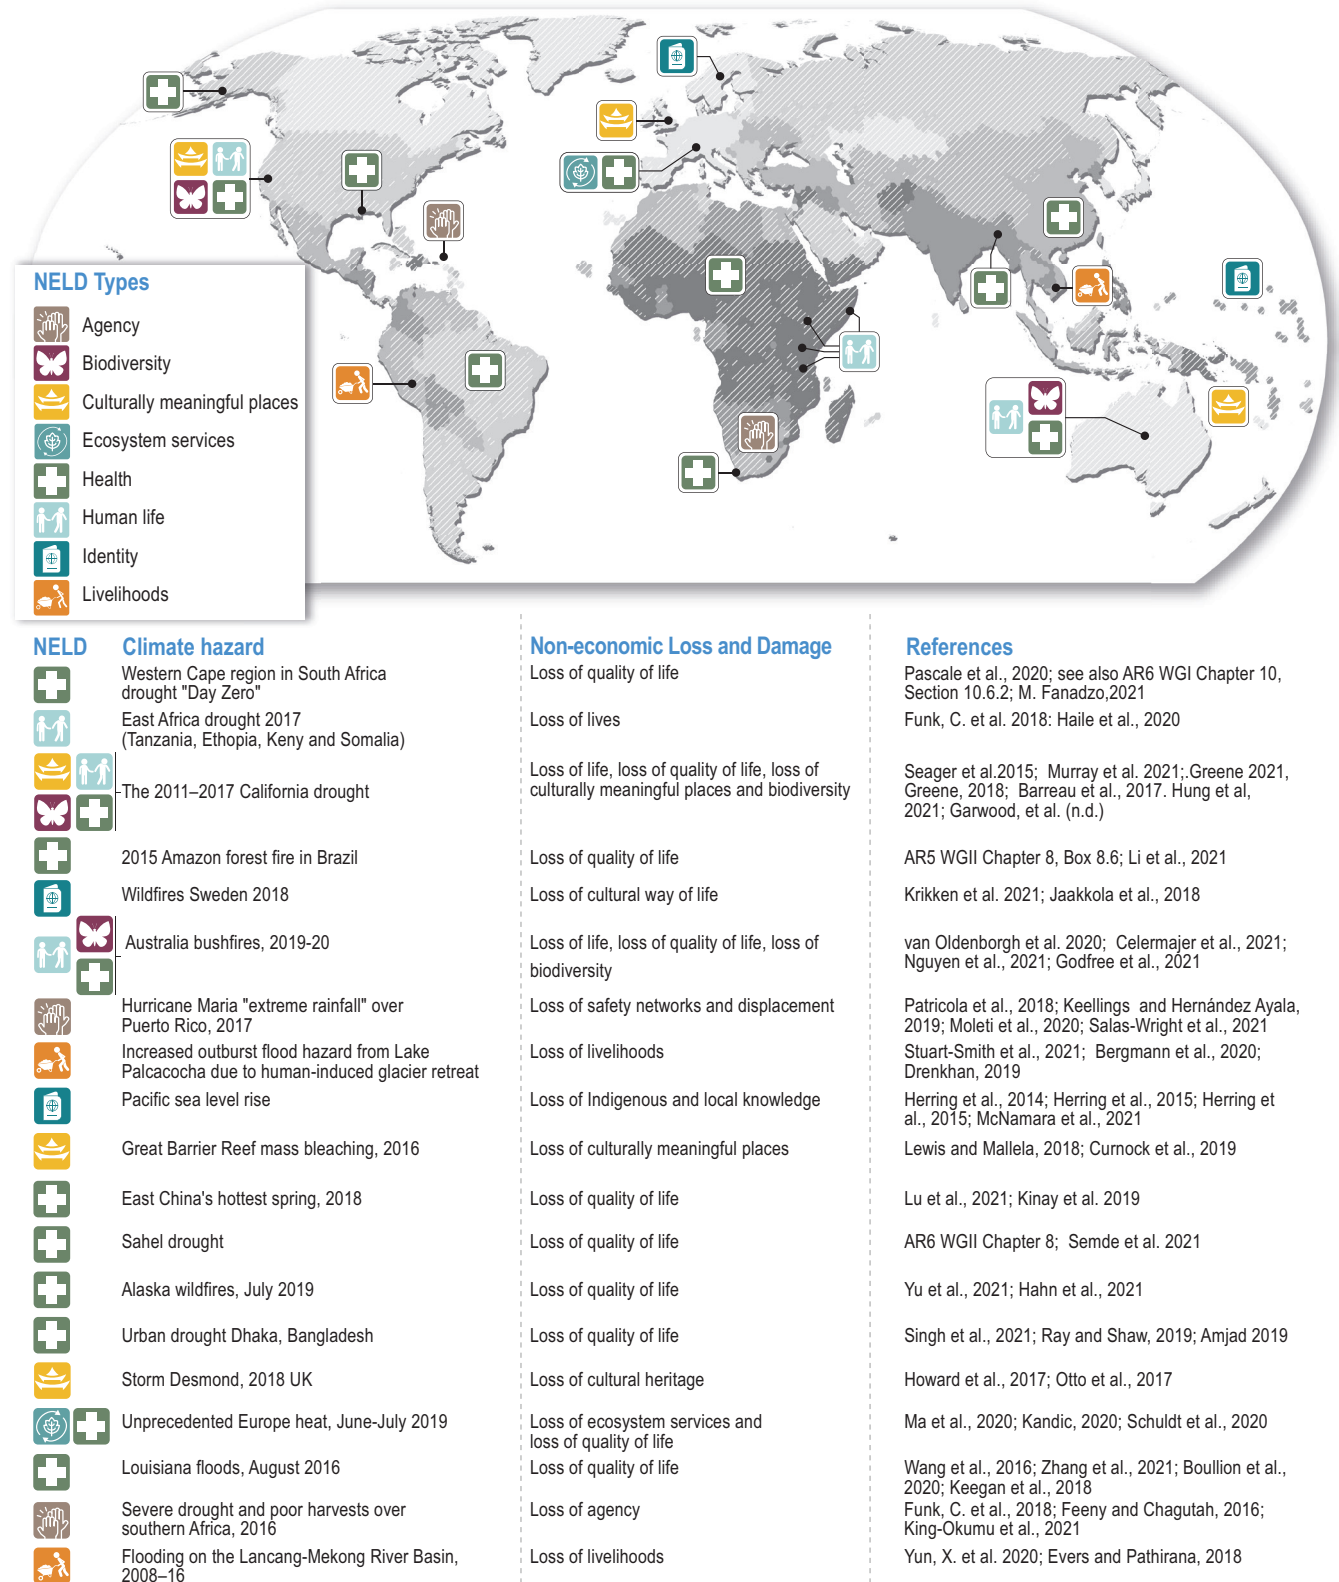 NELD Types
Agency
Biodiversity
Culturally meaningful places
Ecosystem services
Health
Human life
Identity
Livelihoods
NELD Climate hazard Non-economic Loss and Damage References
Western Cape region in South Africa
drought "Day Zero"
Loss of quality of life
Pascale et al., 2020; see also AR6 WGI Chapter 10,
Section 10.6.2; M. Fanadzo,2021
East Africa drought 2017
(Tanzania, Ethopia, Keny and Somalia)
Loss of lives
Funk, C. et al. 2018: Haile et al., 2020
The 2011–2017 California drought
Loss of life, loss of quality of life, loss of
culturally meaningful places and biodiversity
Seager et al.2015; Murray et al. 2021;.Greene 2021,
Greene, 2018; Barreau et al., 2017. Hung et al,
2021; Garwood, et al. (n.d.)
2015 Amazon forest fire in Brazil
Loss of quality of life
AR5 WGII Chapter 8, Box 8.6; Li et al., 2021
Wildfires Sweden 2018
Loss of cultural way of life
Krikken et al. 2021; Jaakkola et al., 2018
Australia bushfires, 2019-20
Loss of life, loss of quality of life, loss of
biodiversity
van Oldenborgh et al. 2020; Celermajer et al., 2021;
Nguyen et al., 2021; Godfree et al., 2021
Hurricane Maria "extreme rainfall" over
Puerto Rico, 2017
Loss of safety networks and displacement
Patricola et al., 2018; Keellings and Hernández Ayala,
2019; Moleti et al., 2020; Salas-Wright et al., 2021
Increased outburst flood hazard from Lake
Palcacocha due to human-induced glacier retreat
Loss of livelihoods
Stuart-Smith et al., 2021; Bergmann et al., 2020;
Drenkhan, 2019
Pacific sea level rise
Loss of Indigenous and local knowledge
Herring et al., 2014; Herring et al., 2015; Herring et
al., 2015; McNamara et al., 2021
Great Barrier Reef mass bleaching, 2016
Loss of culturally meaningful places
Lewis and Mallela, 2018; Curnock et al., 2019
East China's hottest spring, 2018
Loss of quality of life
Lu et al., 2021; Kinay et al. 2019
Sahel drought
Loss of quality of life
AR6 WGII Chapter 8; Semde et al. 2021
Alaska wildfires, July 2019
Loss of quality of life
Yu et al., 2021; Hahn et al., 2021
Urban drought Dhaka, Bangladesh
Loss of quality of life
Singh et al., 2021; Ray and Shaw, 2019; Amjad 2019
Storm Desmond, 2018 UK
Loss of cultural heritage
Howard et al., 2017; Otto et al., 2017
Unprecedented Europe heat, June-July 2019
Loss of ecosystem services and
loss of quality of life
Ma et al., 2020; Kandic, 2020; Schuldt et al., 2020
Louisiana floods, August 2016
Loss of quality of life
Wang et al., 2016; Zhang et al., 2021; Boullion et al.,
2020; Keegan et al., 2018
Severe drought and poor harvests over
southern Africa, 2016
Loss of agency
Funk, C. et al., 2018; Feeny and Chagutah, 2016;
King-Okumu et al., 2021
Flooding on the Lancang-Mekong River Basin,
2008–16
Loss of livelihoods
Yun, X. et al. 2020; Evers and Pathirana, 2018